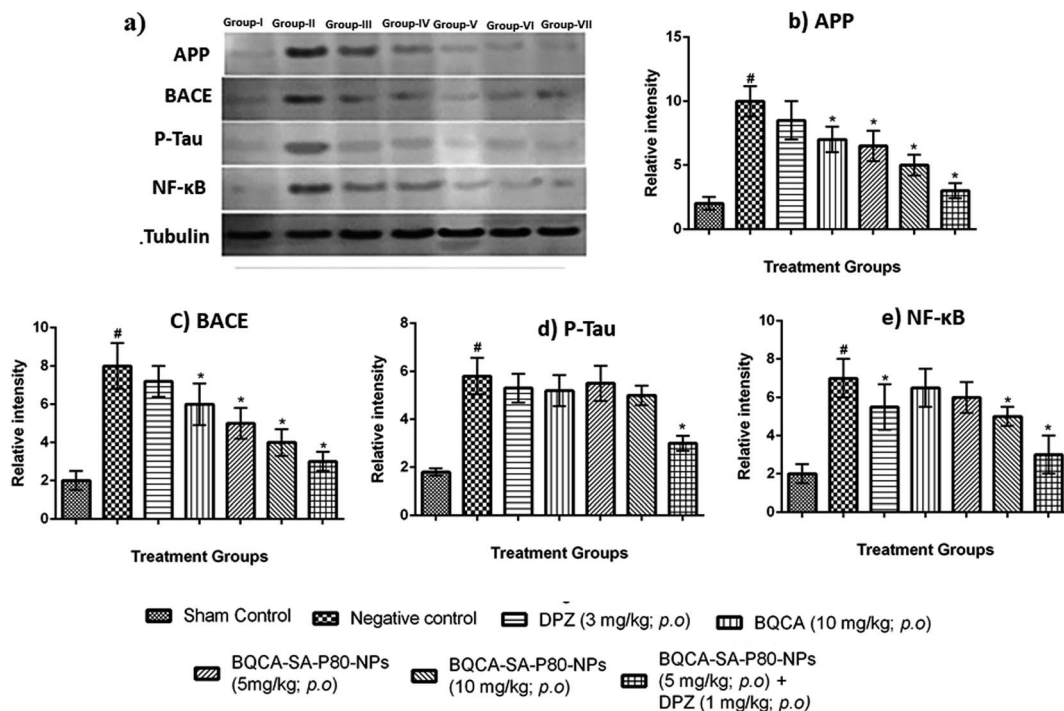 a)
Group-I Group-II Group-III Group-IV Group-V Group-VI Group-VII
APP
BACE
P-Tau
NF-κB
.Tubulin
b) APP
Relative intensity
15
10
5
0
#
*
*
*
*
Treatment Groups
C) BACE
Relative intensity
10
8
6
4
2
0
#
*
*
*
*
Treatment Groups
d) P-Tau
Relative intensity
8
6
4
2
0
#
*
Treatment Groups
e) NF-κB
Relative intensity
10
8
6
4
2
0
#
*
*
*
Treatment Groups
Sham Control
Negative control
DPZ (3 mg/kg; p.o)
BQCA (10 mg/kg; p.o)
BQCA-SA-P80-NPs
(5mg/kg; p.o)
BQCA-SA-P80-NPs
(10 mg/kg; p.o)
BQCA-SA-P80-NPs
(5 mg/kg; p.o) +
DPZ (1 mg/kg; p.o)